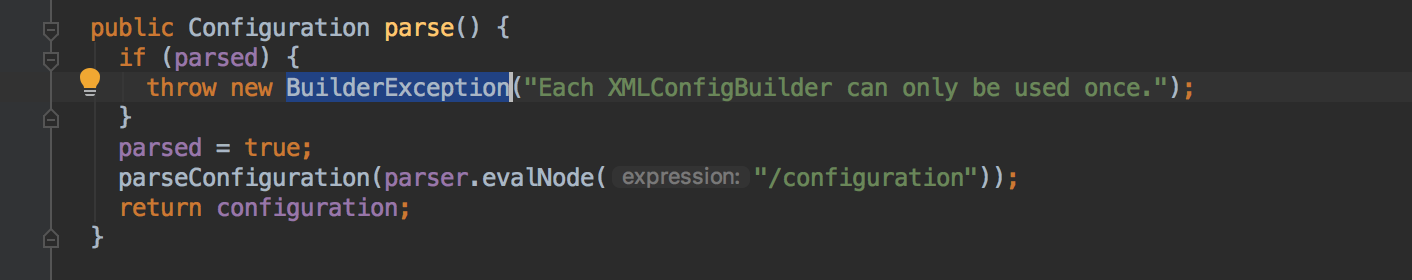 public Configuration parse() {
if (parsed) {
throw new BuilderException("Each XMLConfigBuilder can only be used once.");
}
parsed = true;
parseConfiguration(parser.evalNode( expression: "/configuration"));
return configuration;
}